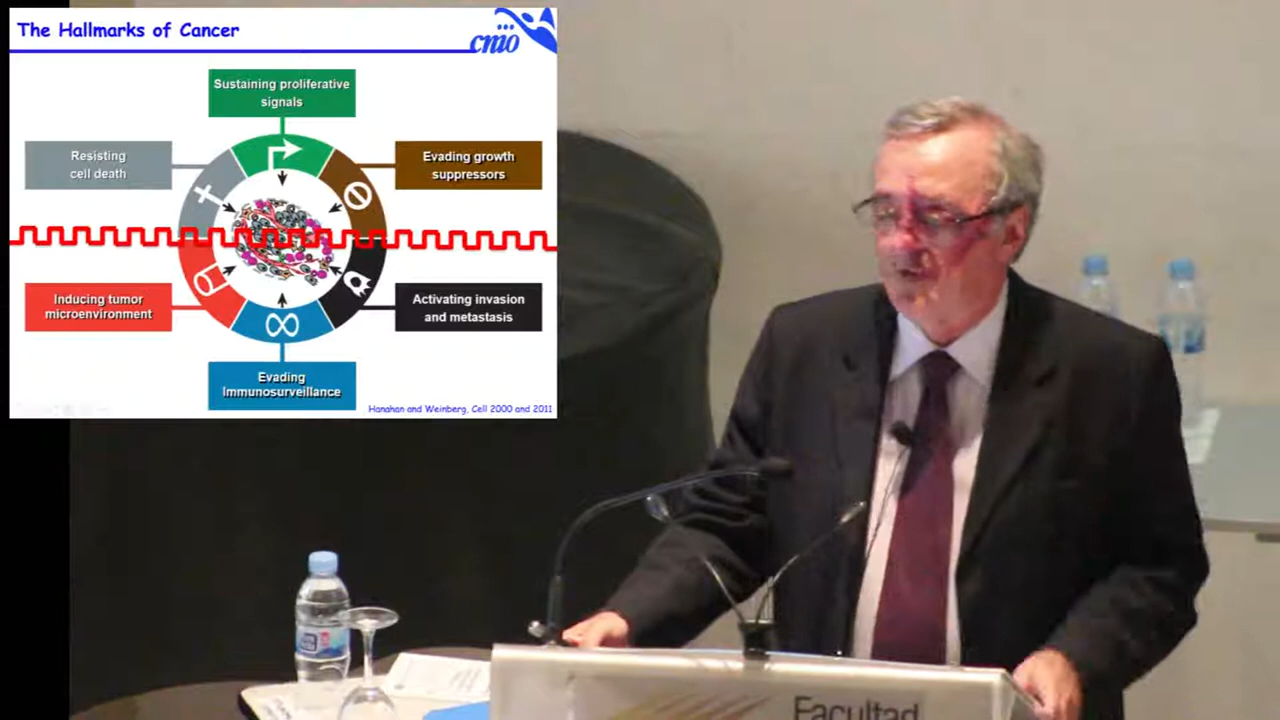 The Hallmarks of Cancer
cnio
Sustaining proliferative
signals
Resisting
cell death
Evading growth
suppressors
Inducing tumor
microenvironment
Activating invasion
and metastasis
Evading
Immunosurveillance
Hanahan and Weinberg, Cell 2000 and 2011
Facultad